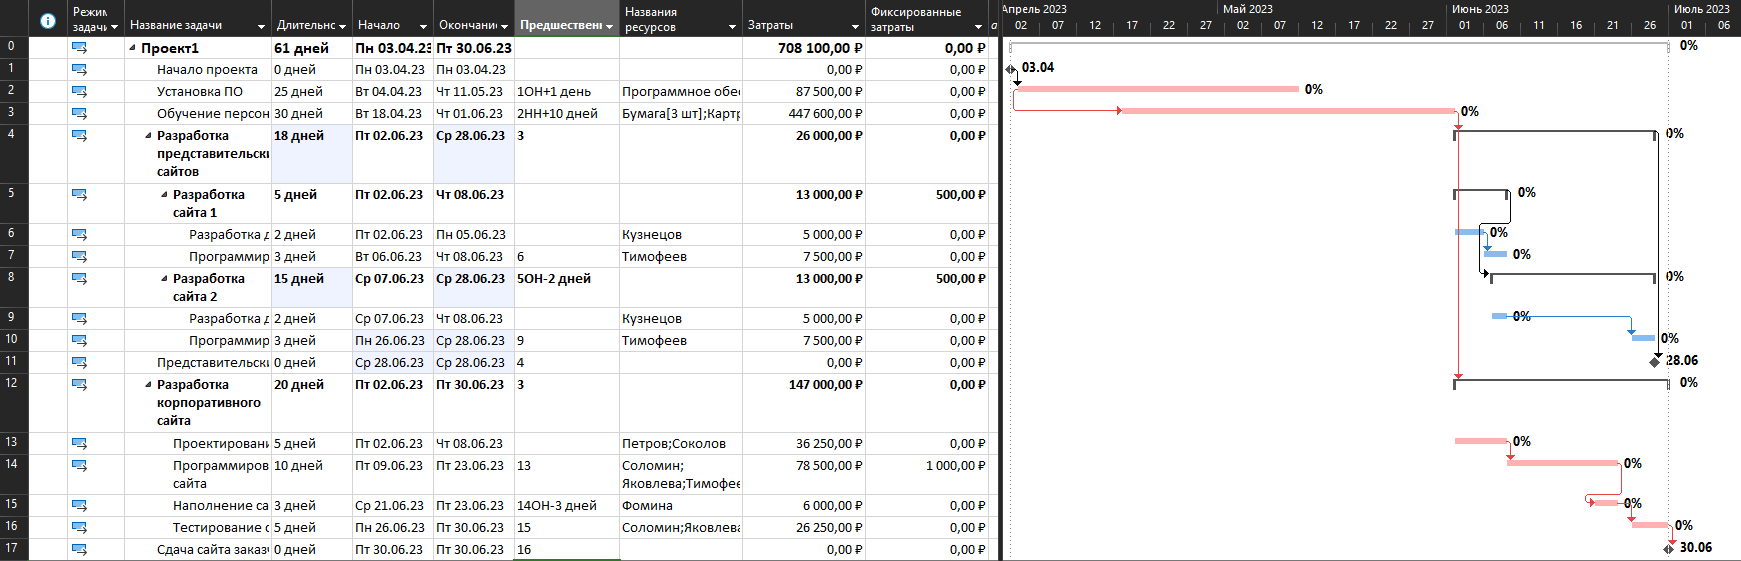 Режим задачи	Название задачи	Длительнс	Начало	Окончани	Предшественн	Названия ресурсов	Затраты	Фиксированные затраты
Апрель 2023	Май 2023	Июнь 2023	Июль 2023
02	07	12	17	22	27	02	07	12	17	22	27	01	06	11	16	21	26	01	06
0	Проект1	61 дней	Пн 03.04.23	Пт 30.06.23	708 100,00 ₽	0,00 ₽	0%
1	Начало проекта	0 дней	Пн 03.04.23	Пн 03.04.23	0,00 ₽	0,00 ₽	03.04
2	Установка ПО	25 дней	Вт 04.04.23	Чт 11.05.23	1ОН+1 день	Программное обес	87 500,00 ₽	0,00 ₽	0%
3	Обучение персон	30 дней	Вт 18.04.23	Чт 01.06.23	2НН+10 дней	Бумага[3 шт];Картр	447 600,00 ₽	0,00 ₽	0%
4	Разработка представительски сайтов	18 дней	Пт 02.06.23	Ср 28.06.23	3	26 000,00 ₽	0,00 ₽	0%
5	Разработка сайта 1	5 дней	Пт 02.06.23	Чт 08.06.23	13 000,00 ₽	500,00 ₽	0%
6	Разработка д	2 дней	Пт 02.06.23	Пн 05.06.23	Кузнецов	5 000,00 ₽	0,00 ₽	0%
7	Программир	3 дней	Вт 06.06.23	Чт 08.06.23	6	Тимофеев	7 500,00 ₽	0,00 ₽	0%
8	Разработка сайта 2	15 дней	Ср 07.06.23	Ср 28.06.23	5ОН-2 дней	13 000,00 ₽	500,00 ₽	0%
9	Разработка д	2 дней	Ср 07.06.23	Чт 08.06.23	Кузнецов	5 000,00 ₽	0,00 ₽	0%
10	Программир	3 дней	Пн 26.06.23	Ср 28.06.23	9	Тимофеев	7 500,00 ₽	0,00 ₽	0%
11	Представительски	0 дней	Ср 28.06.23	Ср 28.06.23	4	0,00 ₽	0,00 ₽	28.06
12	Разработка корпоративного сайта	20 дней	Пт 02.06.23	Пт 30.06.23	3	147 000,00 ₽	0,00 ₽	0%
13	Проектировани	5 дней	Пт 02.06.23	Чт 08.06.23	Петров;Соколов	36 250,00 ₽	0,00 ₽	0%
14	Программиров сайта	10 дней	Пт 09.06.23	Пт 23.06.23	13	Соломин; Яковлева;Тимофее	78 500,00 ₽	1 000,00 ₽	0%
15	Наполнение са	3 дней	Ср 21.06.23	Пт 23.06.23	14ОН-3 дней	Фомина	6 000,00 ₽	0,00 ₽	0%
16	Тестирование с	5 дней	Пн 26.06.23	Пт 30.06.23	15	Соломин;Яковлева	26 250,00 ₽	0,00 ₽	0%
17	Сдача сайта заказч	0 дней	Пт 30.06.23	Пт 30.06.23	16	0,00 ₽	0,00 ₽	30.06